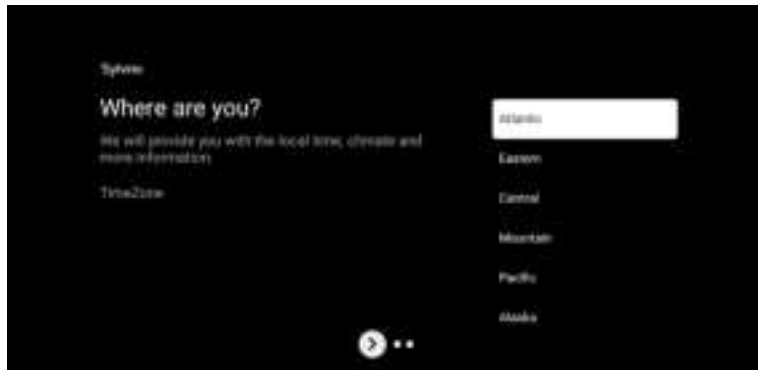 Where are you?
We will provide you with the local time, climate and
more information.
TimeZone
Atlantic
Eastern
Central
Mountain
Pacific
Alaska